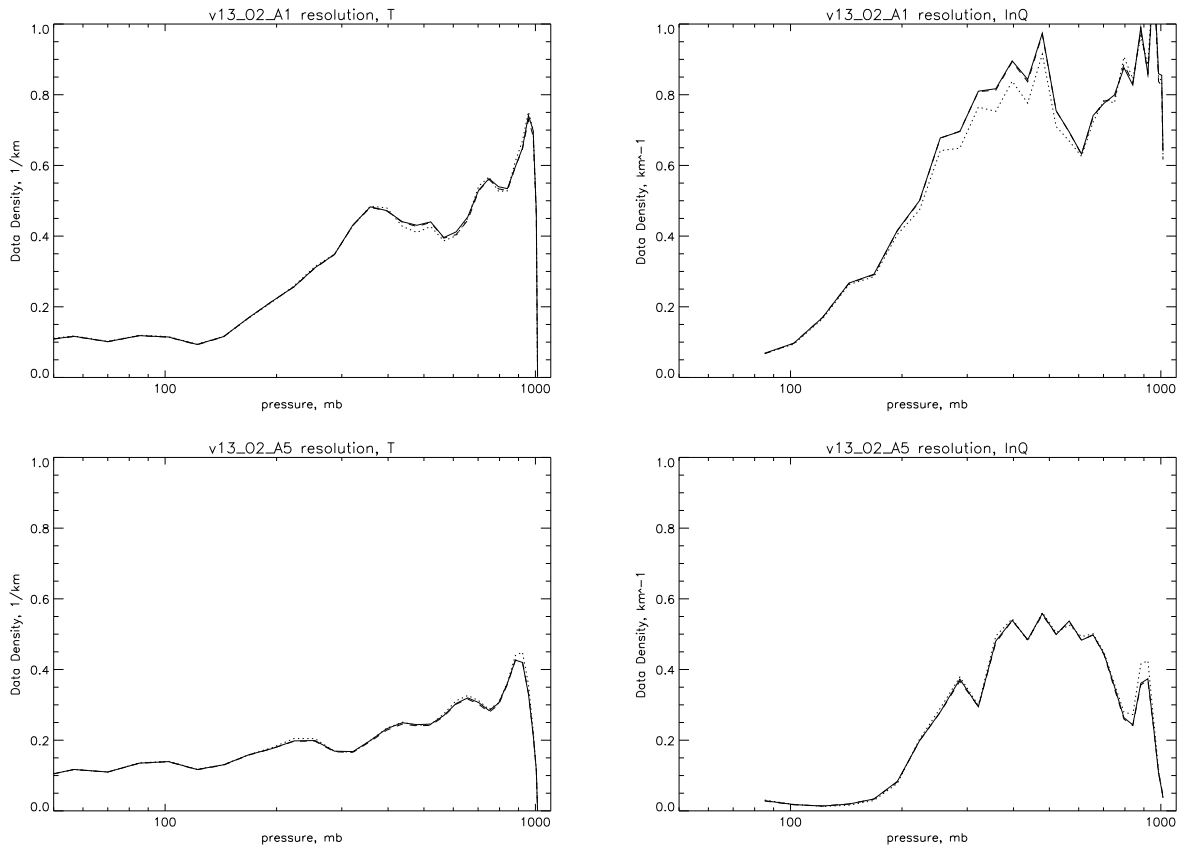 v13_02_A1 resolution, T
1.0
0.8
0.6
0.4
0.2
0.0
Data Density, 1/km
100
1000
pressure, mb
v13_02_A1 resolution, lnQ
1.0
0.8
0.6
0.4
0.2
0.0
Data Density, km^-1
100
1000
pressure, mb
v13_02_A5 resolution, T
1.0
0.8
0.6
0.4
0.2
0.0
Data Density, 1/km
100
1000
pressure, mb
v13_02_A5 resolution, lnQ
1.0
0.8
0.6
0.4
0.2
0.0
Data Density, km^-1
100
1000
pressure, mb